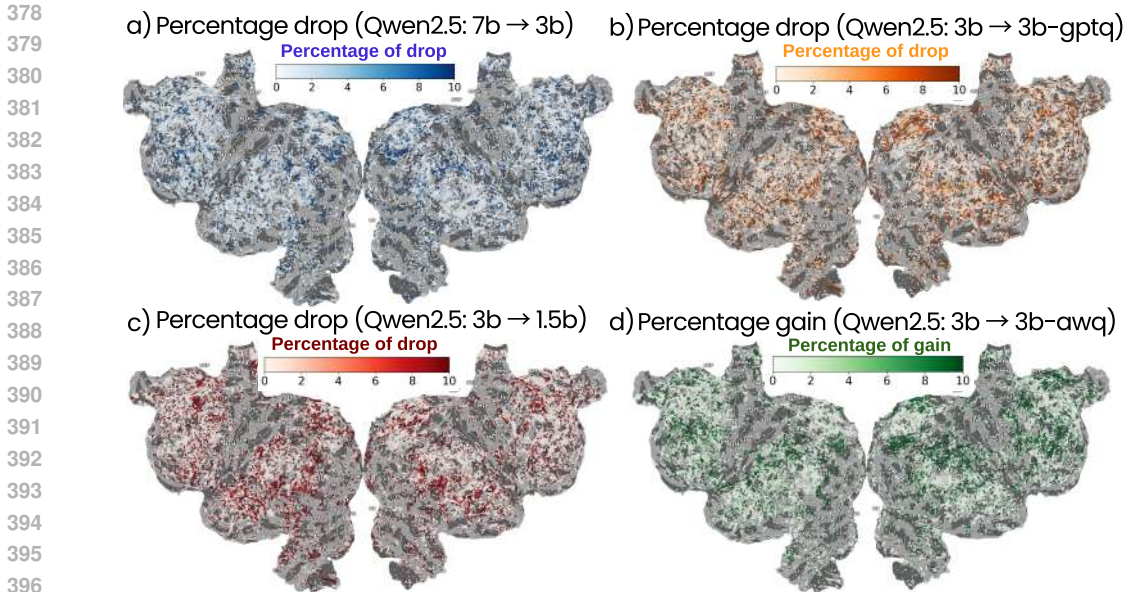 378
379
380
381
382
383
384
385
386
387
388
389
390
391
392
393
394
395
396
a) Percentage drop (Qwen2.5: 7b → 3b)
Percentage of drop
0 2 4 6 8 10
b) Percentage drop (Qwen2.5: 3b → 3b-gptq)
Percentage of drop
0 2 4 6 8 10
c) Percentage drop (Qwen2.5: 3b → 1.5b)
Percentage of drop
0 2 4 6 8 10
d) Percentage gain (Qwen2.5: 3b → 3b-awq)
Percentage of gain
0 2 4 6 8 10